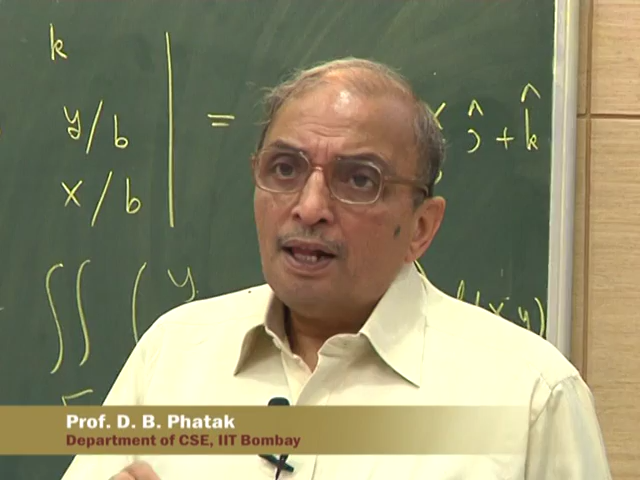 k
y/b | = x ĵ + k̂
x/b
∫∫ ( y (x, y)
Prof. D. B. Phatak
Department of CSE, IIT Bombay